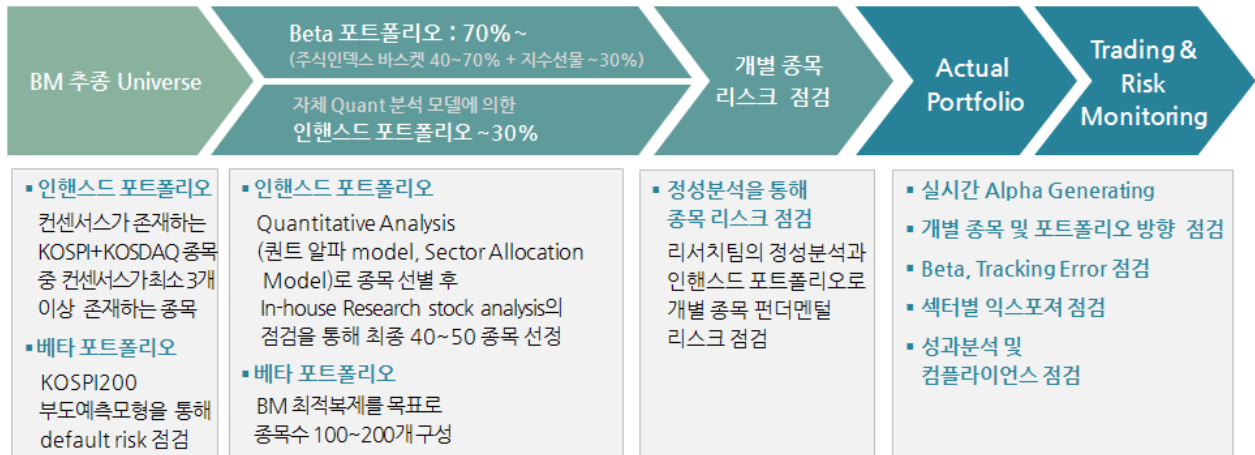 BM 추종 Universe
Beta 포트폴리오 : 70%~
(주식인덱스 바스켓 40~70% + 지수선물 ~30%)
자체 Quant 분석 모델에 의한
인핸스드 포트폴리오 ~30%
개별 종목
리스크 점검
Actual
Portfolio
Trading &
Risk
Monitoring
▪ 인핸스드 포트폴리오
컨센서스가 존재하는
KOSPI+KOSDAQ 종목
중 컨센서스가 최소 3개
이상 존재하는 종목
▪ 베타 포트폴리오
KOSPI200
부도예측모형을 통해
default risk 점검
▪ 인핸스드 포트폴리오
Quantitative Analysis
(퀀트 알파 model, Sector Allocation
Model)로 종목 선별 후
In-house Research stock analysis의
점검을 통해 최종 40~50 종목 선정
▪ 베타 포트폴리오
BM 최적복제를 목표로
종목수 100~200개 구성
▪ 정성분석을 통해
종목 리스크 점검
리서치팀의 정성분석과
인핸스드 포트폴리오로
개별 종목 펀더멘털
리스크 점검
▪ 실시간 Alpha Generating
▪ 개별 종목 및 포트폴리오 방향 점검
▪ Beta, Tracking Error 점검
▪ 섹터별 익스포져 점검
▪ 성과분석 및
컴플라이언스 점검